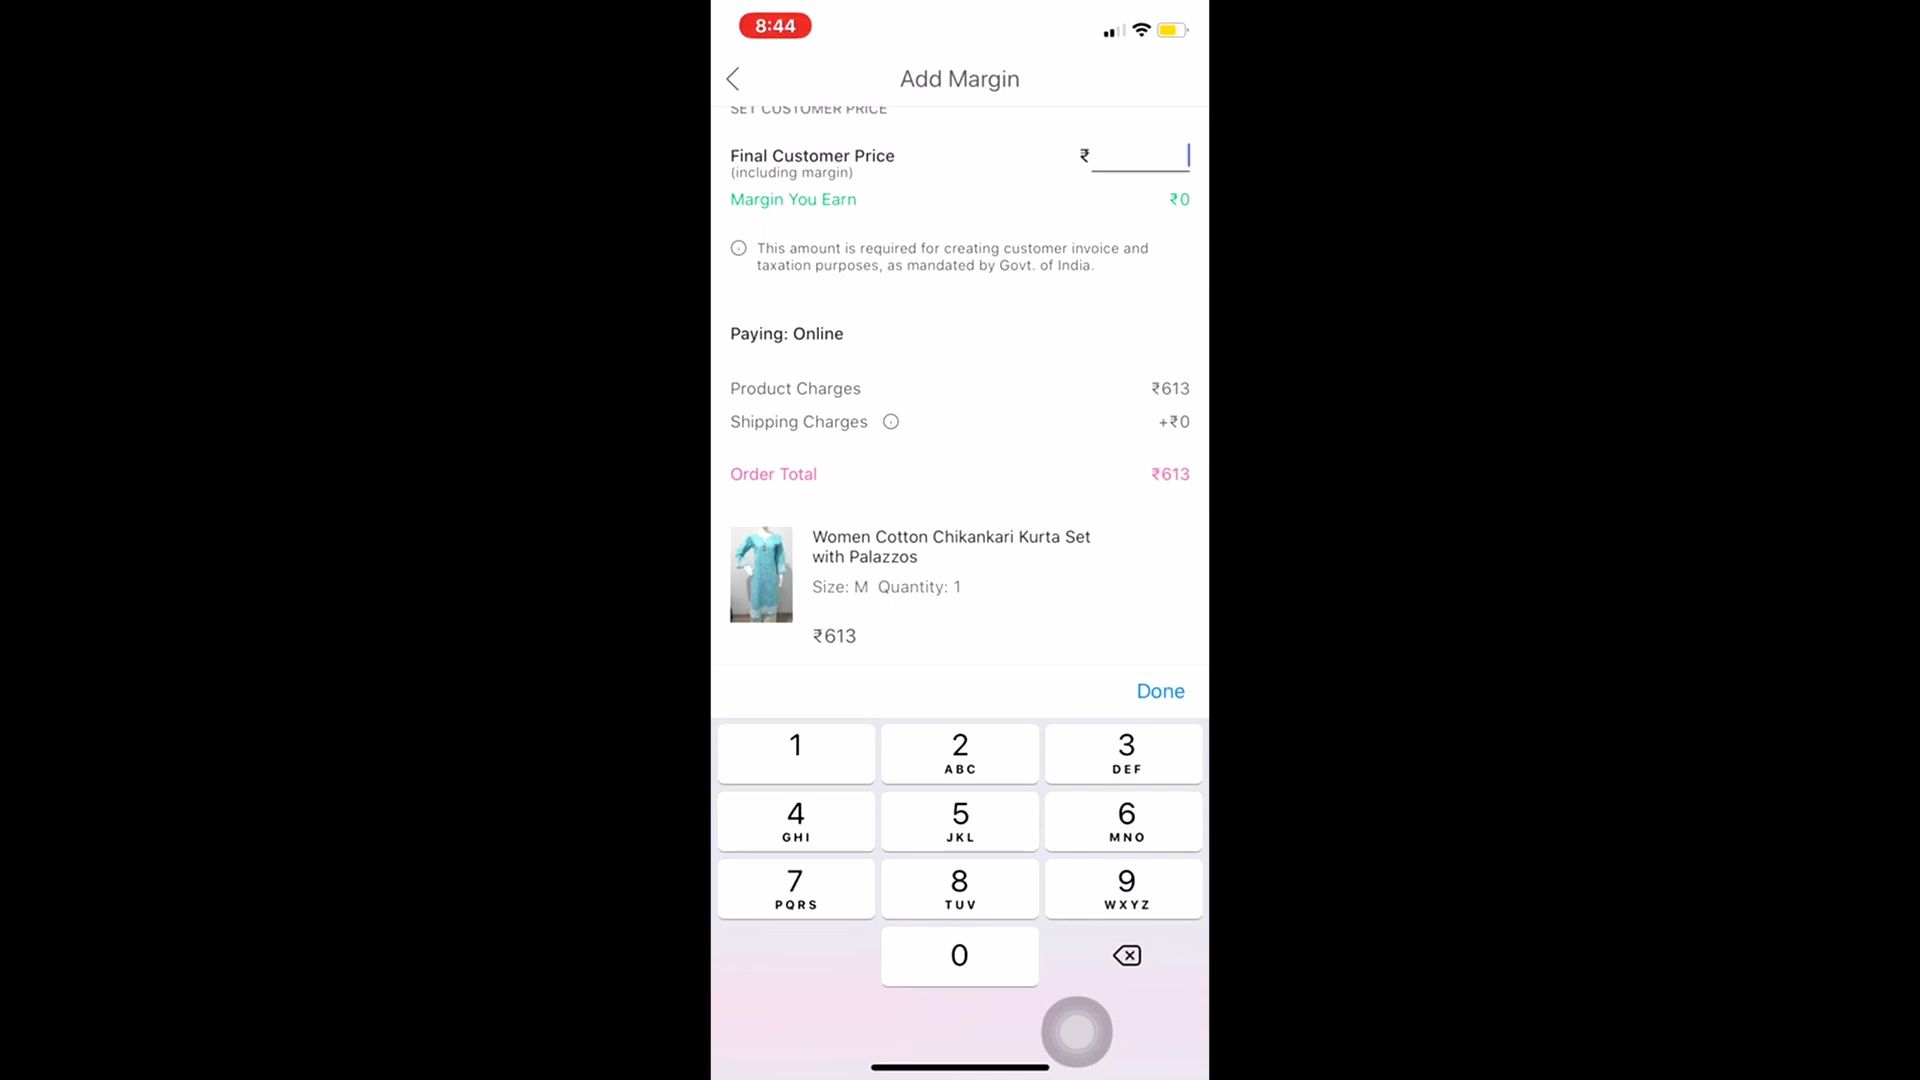 8:44
Add Margin
SET CUSTOMER PRICE
Final Customer Price ₹
(including margin)
Margin You Earn ₹0
This amount is required for creating customer invoice and
taxation purposes, as mandated by Govt. of India.
Paying: Online
Product Charges ₹613
Shipping Charges +₹0
Order Total ₹613
Women Cotton Chikankari Kurta Set
with Palazzos
Size: M Quantity: 1
₹613
Done
1 2 3
ABC DEF
4 5 6
GHI JKL MNO
7 8 9
PQRS TUV WXYZ
0